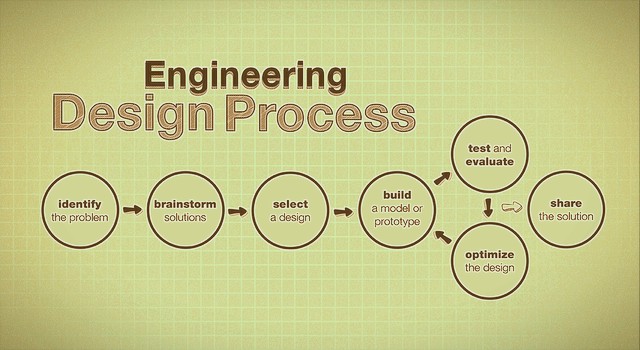 Engineering
Design Process
identify
the problem
brainstorm
solutions
select
a design
build
a model or
prototype
test and
evaluate
optimize
the design
share
the solution